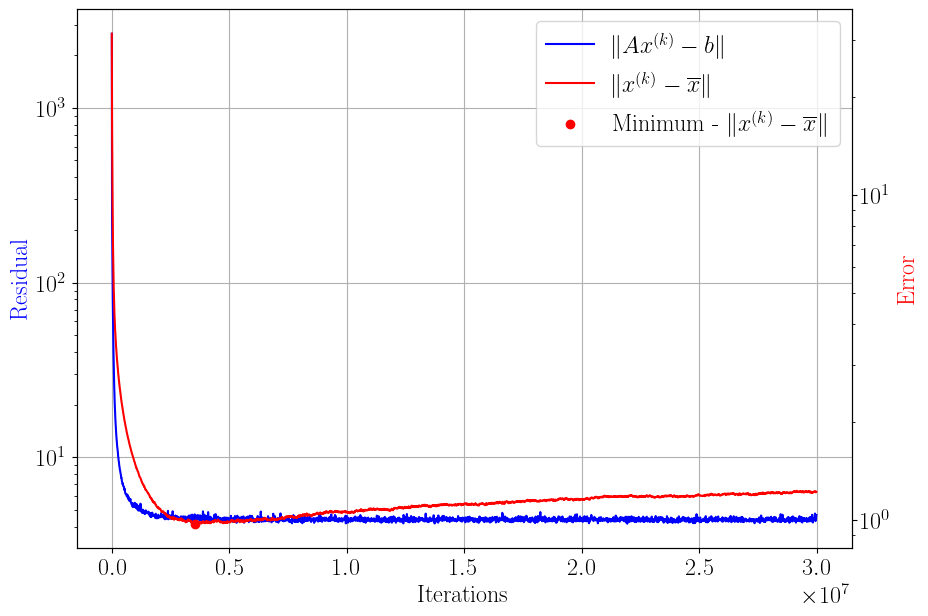 ‖Ax^{(k)} − b‖
‖x^{(k)} − x̅‖
Minimum - ‖x^{(k)} − x̅‖
10^3
10^2
10^1
Residual
10^1
10^0
Error
0.0 0.5 1.0 1.5 2.0 2.5 3.0
×10^7
Iterations